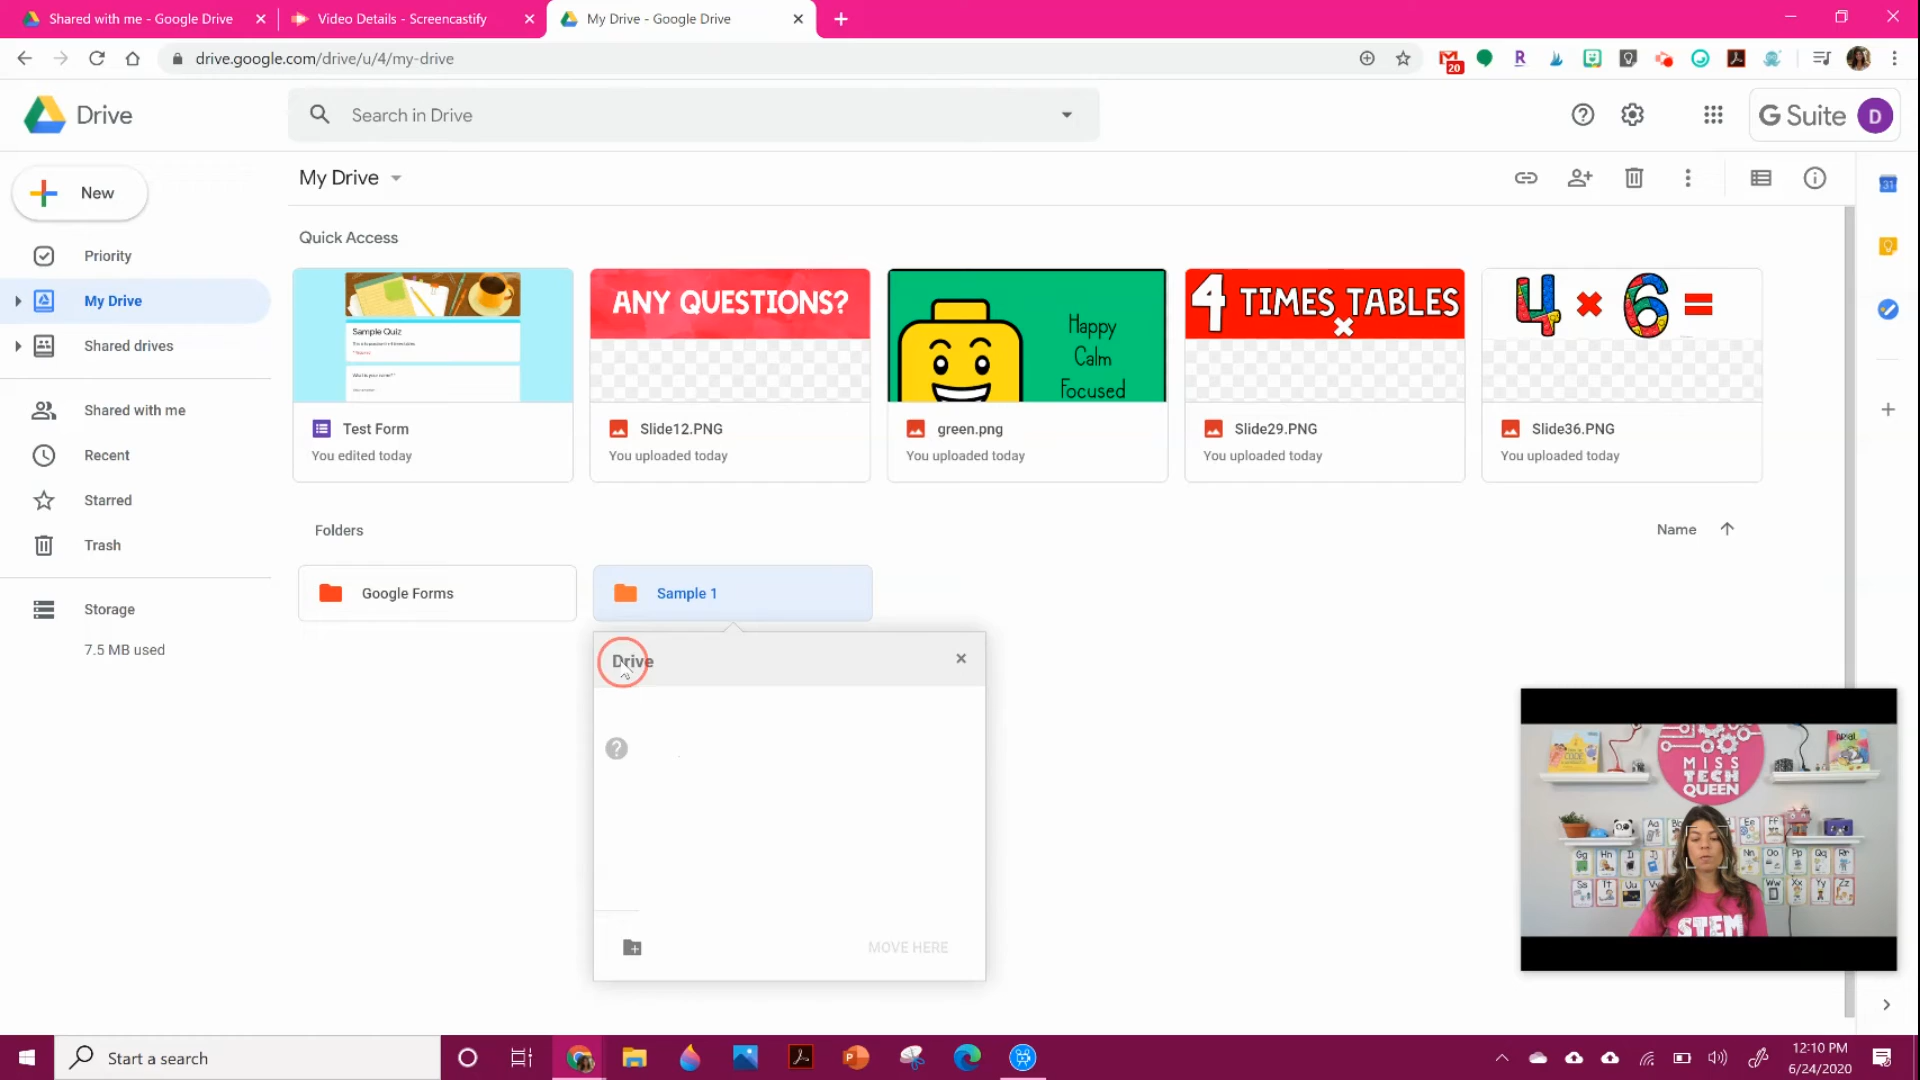 Shared with me - Google Drive
Video Details - Screencastify
My Drive - Google Drive
drive.google.com/drive/u/4/my-drive
20
Drive
Search in Drive
G Suite
D
New
My Drive
31
Priority
My Drive
Shared drives
Shared with me
Recent
Starred
Trash
Storage
7.5 MB used
Quick Access
Sample Quiz
ANY QUESTIONS?
Happy
Calm
Focused
4 TIMES TABLES
4 × 6 =
Test Form
You edited today
Slide12.PNG
You uploaded today
green.png
You uploaded today
Slide29.PNG
You uploaded today
Slide36.PNG
You uploaded today
Folders
Name
Google Forms
Sample 1
Drive
MOVE HERE
MISS
TECH
QUEEN
STEM
Start a search
12:10 PM
6/24/2020